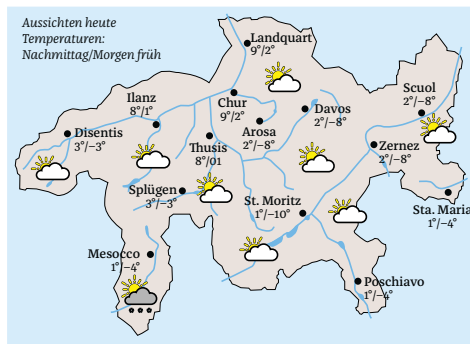 Aussichten heute
Temperaturen:
Nachmittag/Morgen früh
Landquart
9°/2°
Ilanz
8°/1°
Chur
9°/2°
Davos
2°/–8°
Scuol
2°/–8°
Disentis
3°/–3°
Arosa
2°/–8°
Thusis
8°/01
Zernez
2°/–8°
Splügen
3°/–3°
St. Moritz
1°/–10°
Sta. Maria
1°/–4°
Mesocco
1°/–4°
Poschiavo
1°/–4°